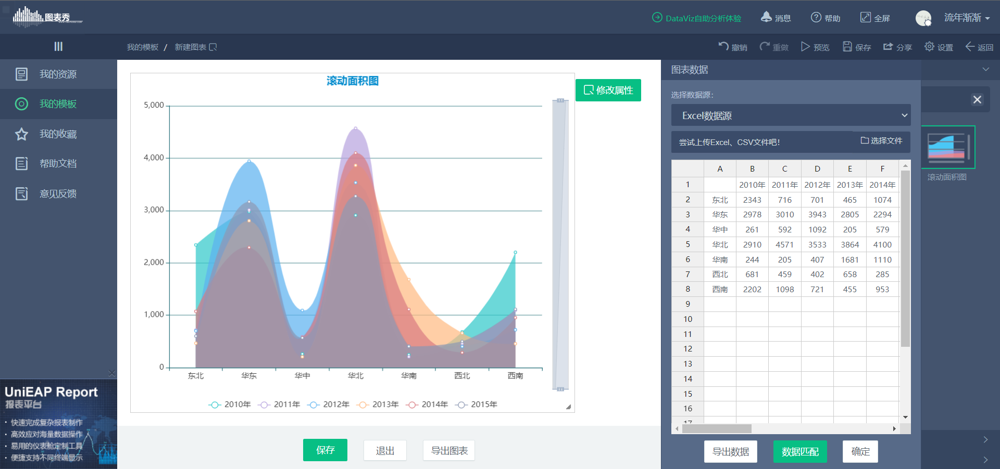 图表秀
DataViz自助分析体验
消息
帮助
全屏
流年渐渐
我的模板 / 新建图表
撤销
重做
预览
保存
分享
设置
返回
我的资源
我的模板
我的收藏
帮助文档
意见反馈
UniEAP Report
报表平台
· 快速完成复杂报表制作
· 高效应对海量数据操作
· 易用的仪表舱定制工具
· 便捷支持不同终端显示
滚动面积图
5,000
4,000
3,000
2,000
1,000
0
东北 华东 华中 华北 华南 西北 西南
2010年 2011年 2012年 2013年 2014年 2015年
修改属性
保存
退出
导出图表
图表数据
选择数据源:
Excel数据源
尝试上传Excel、CSV文件吧!
选择文件
A B C D E F
1 2010年 2011年 2012年 2013年 2014年
2 东北 2343 716 701 465 1074
3 华东 2978 3010 3943 2805 2294
4 华中 261 592 1092 205 579
5 华北 2910 4571 3533 3864 4100
6 华南 244 205 407 1681 1110
7 西北 681 459 402 658 285
8 西南 2202 1098 721 455 953
9
10
11
12
13
14
15
16
17
导出数据
数据匹配
确定
滚动面积图